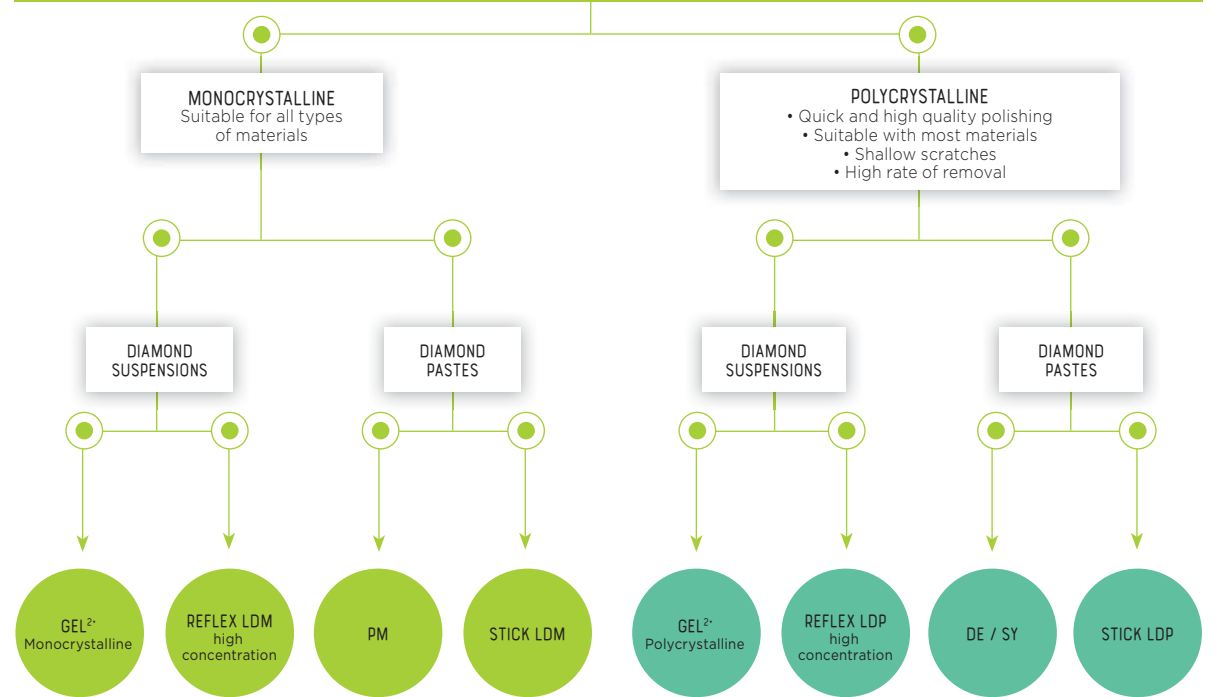 MONOCRYSTALLINE
Suitable for all types
of materials
POLYCRYSTALLINE
• Quick and high quality polishing
• Suitable with most materials
• Shallow scratches
• High rate of removal
DIAMOND
SUSPENSIONS
DIAMOND
PASTES
DIAMOND
SUSPENSIONS
DIAMOND
PASTES
GEL²⁺
Monocrystalline
REFLEX LDM
high
concentration
PM
STICK LDM
GEL²⁺
Polycrystalline
REFLEX LDP
high
concentration
DE / SY
STICK LDP